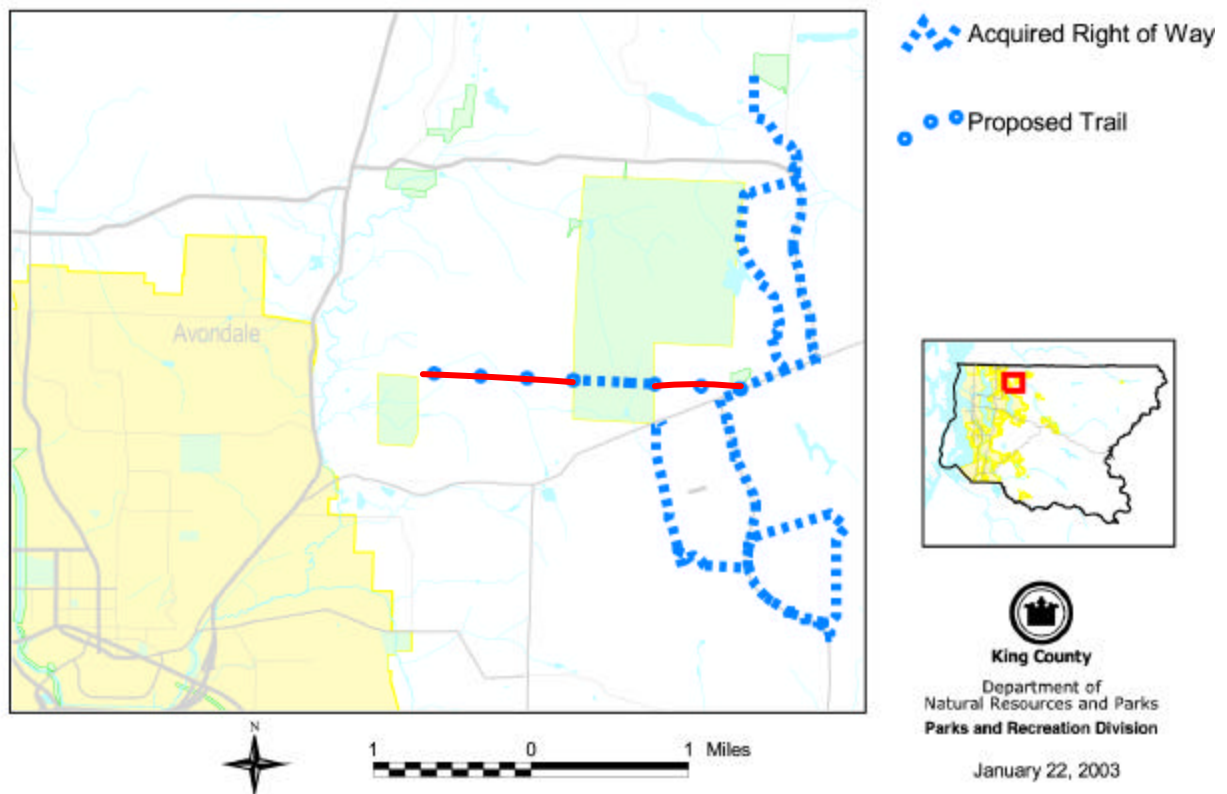 Acquired Right of Way
Proposed Trail
Avondale
King County
Department of
Natural Resources and Parks
Parks and Recreation Division
January 22, 2003
N
1 0 1 Miles